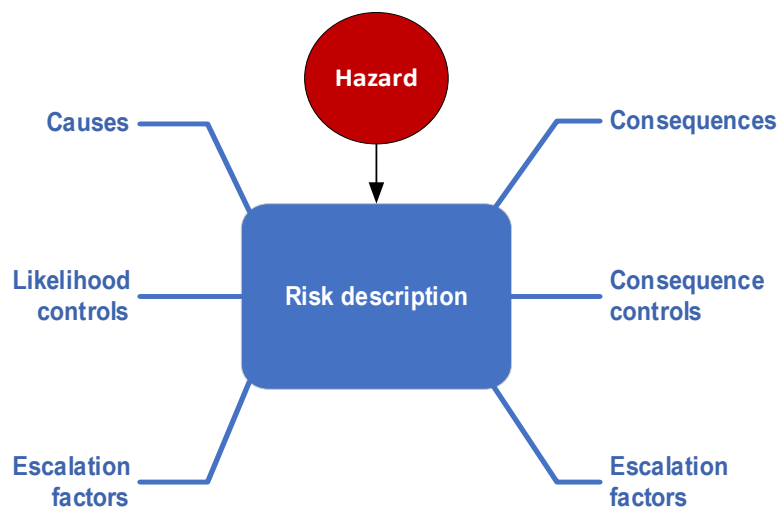 Hazard
Causes
Consequences
Likelihood
controls
Risk description
Consequence
controls
Escalation
factors
Escalation
factors